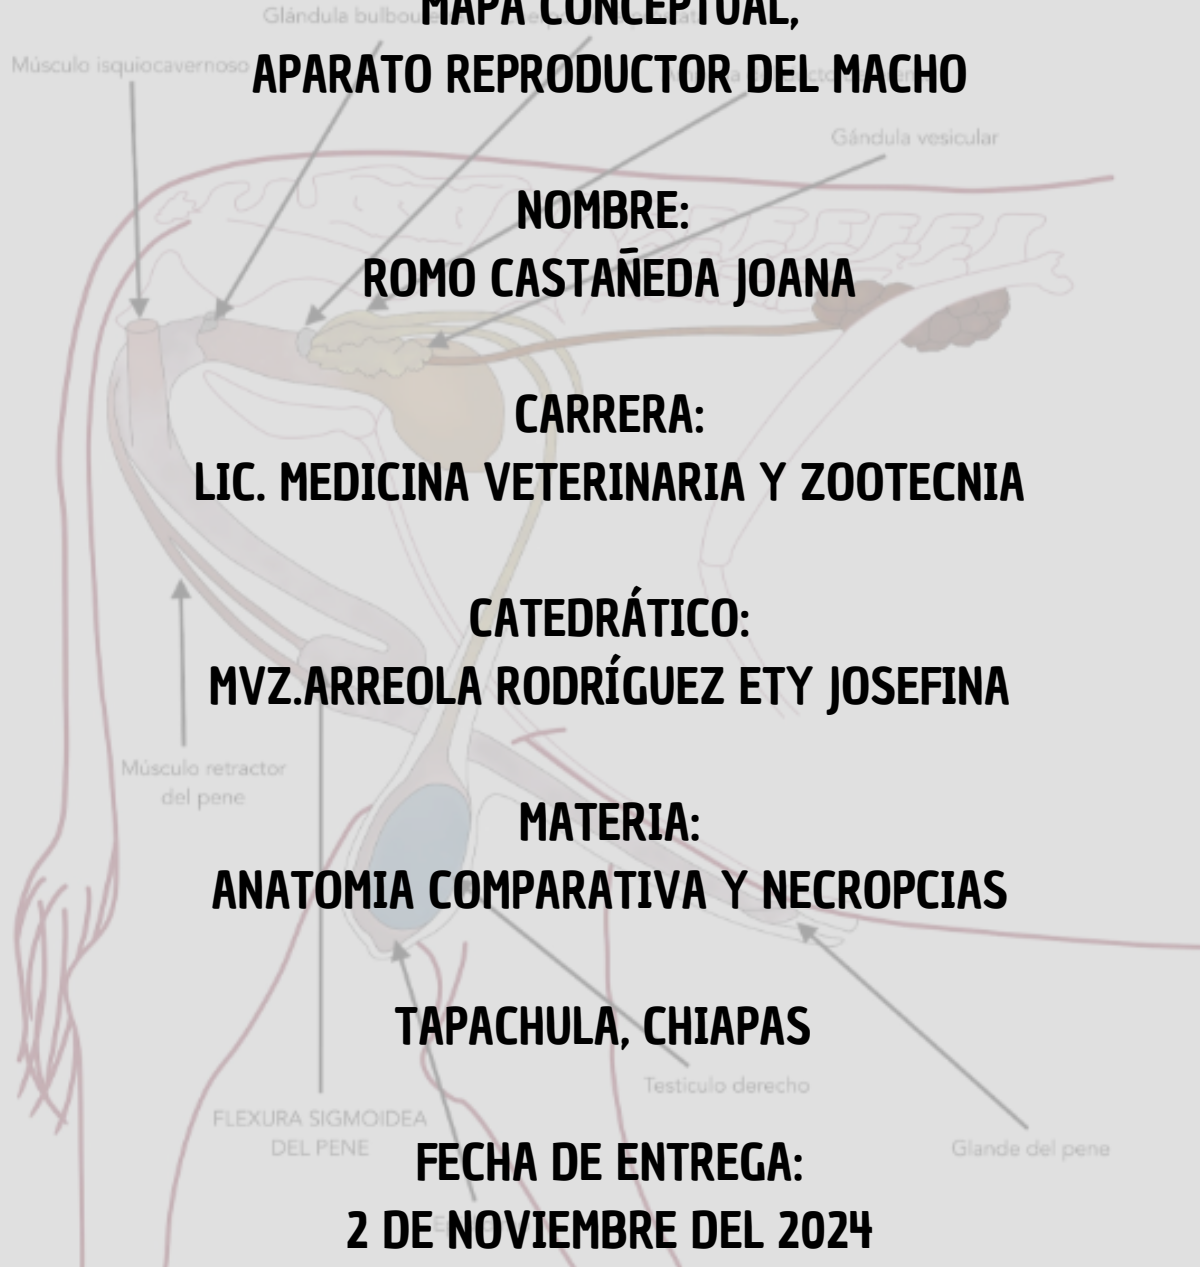 Glándula
MAPA CONCEPTUAL,
Músculo isquiocavernoso
APARATO REPRODUCTOR DEL MACHO
Gándula vesicular
NOMBRE:
ROMO CASTAÑEDA JOANA
CARRERA:
LIC. MEDICINA VETERINARIA Y ZOOTECNIA
CATEDRÁTICO:
MVZ.ARREOLA RODRÍGUEZ ETY JOSEFINA
Músculo retractor
del pene
MATERIA:
ANATOMIA COMPARATIVA Y NECROPCIAS
TAPACHULA, CHIAPAS
Testiculo derecho
FLEXURA SIGMOIDEA
DEL PENE
Glande del pene
FECHA DE ENTREGA:
2 DE NOVIEMBRE DEL 2024